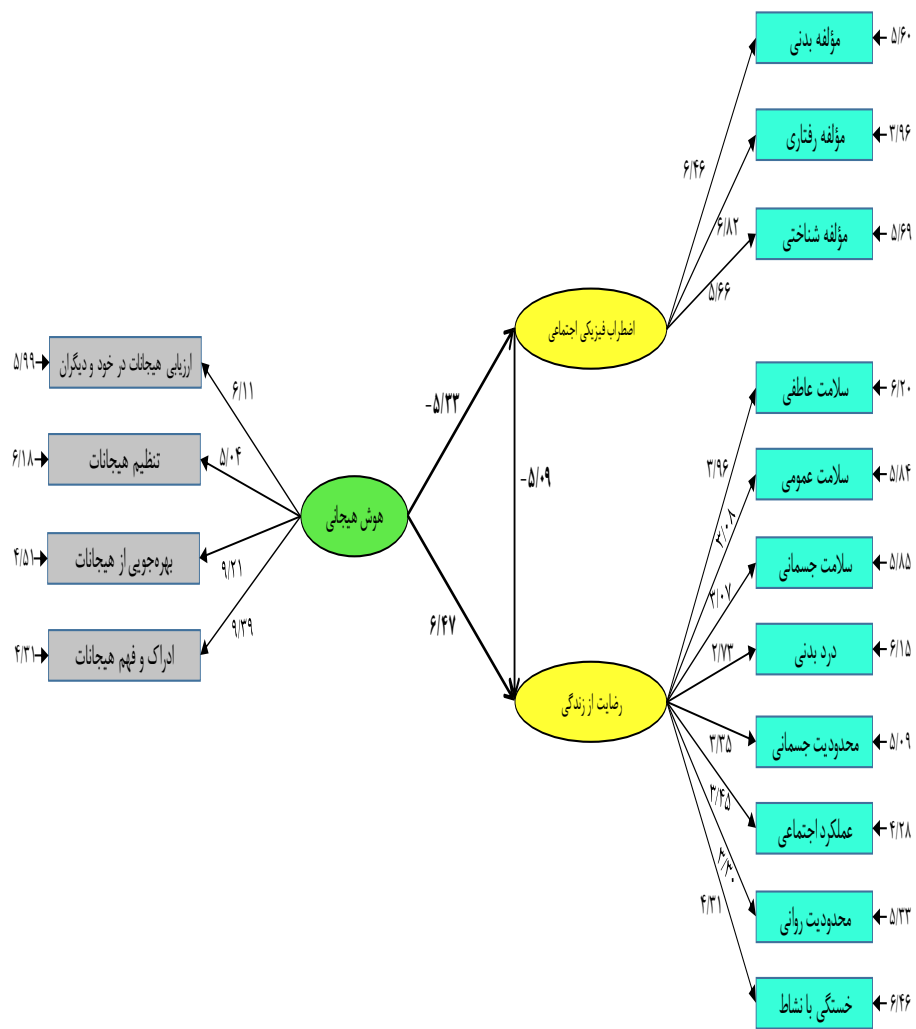 مؤلفه بدنی
۵/۶۰
مؤلفه رفتاری
۳/۹۶
مؤلفه شناختی
۵/۶۹
۶/۴۶
۶/۸۲
۵/۶۶
اضطراب فیزیکی اجتماعی
ارزیابی هیجانات در خود و دیگران
۵/۹۹
۶/۱۱
تنظیم هیجانات
۶/۱۸
۵/۰۴
بهره‌جویی از هیجانات
۴/۵۱
۹/۲۱
ادراک و فهم هیجانات
۴/۳۱
۹/۳۹
هوش هیجانی
-۵/۳۳
-۵/۰۹
۶/۴۷
رضایت از زندگی
سلامت عاطفی
۶/۲۰
۳/۹۶
سلامت عمومی
۵/۸۴
سلامت جسمانی
۵/۸۵
۳/۰۷
درد بدنی
۶/۱۵
۲/۷۳
محدودیت جسمانی
۵/۰۹
۳/۳۵
عملکرد اجتماعی
۴/۲۸
۳/۴۵
محدودیت روانی
۵/۳۳
خستگی با نشاط
۶/۴۶
۴/۳۱